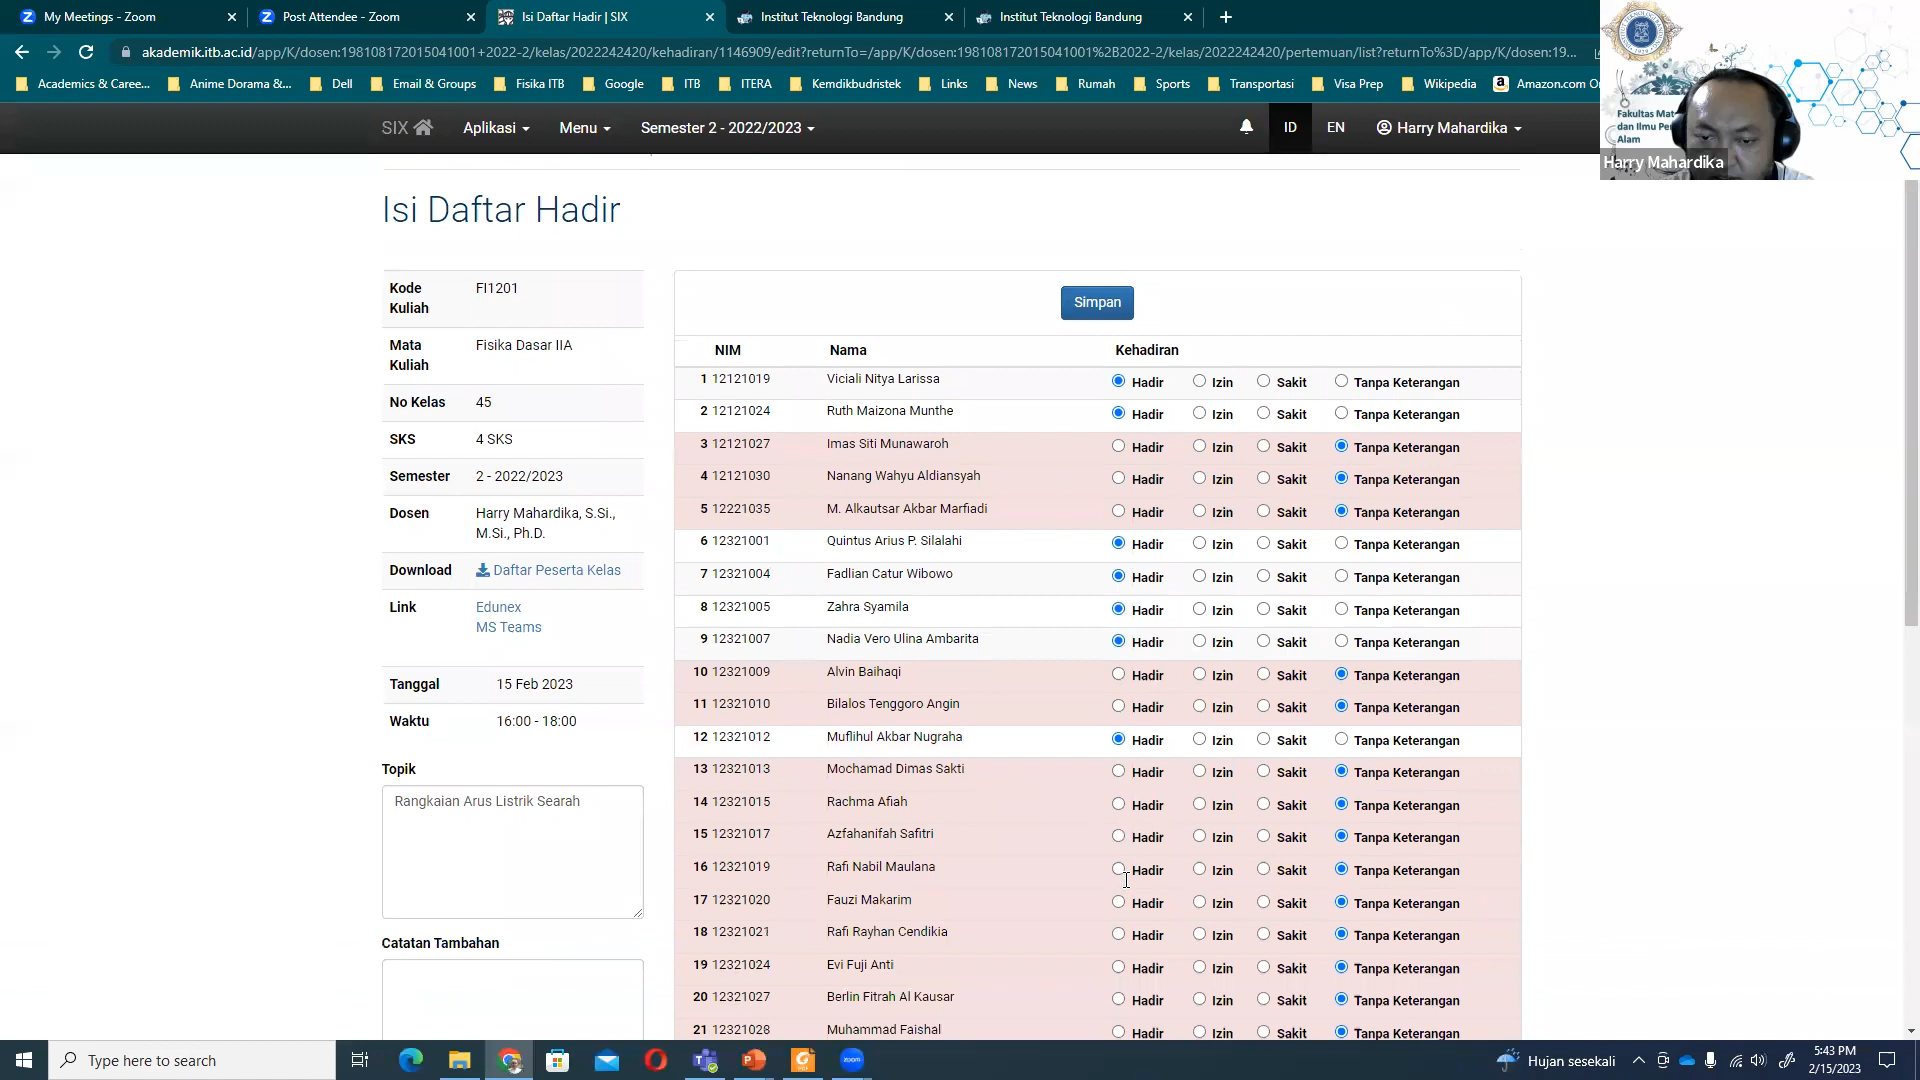 My Meetings - Zoom
Post Attendee - Zoom
Isi Daftar Hadir | SIX
Institut Teknologi Bandung
Institut Teknologi Bandung
akademik.itb.ac.id/app/K/dosen:198108172015041001+2022-2/kelas/2022242420/kehadiran/1146909/edit?returnTo=/app/K/dosen:198108172015041001%2B2022-2/kelas/2022242420/pertemuan/list?returnTo%3D/app/K/dosen:19...
Academics & Caree...
Anime Dorama &...
Dell
Email & Groups
Fisika ITB
Google
ITB
ITERA
Kemdikbudristek
Links
News
Rumah
Sports
Transportasi
Visa Prep
Wikipedia
Amazon.com
SIX
Aplikasi
Menu
Semester 2 - 2022/2023
ID
EN
Harry Mahardika
Fakultas Mat
dan Ilmu Pe
Alam
Harry Mahardika
Isi Daftar Hadir
Kode Kuliah FI1201
Mata Kuliah Fisika Dasar IIA
No Kelas 45
SKS 4 SKS
Semester 2 - 2022/2023
Dosen Harry Mahardika, S.Si., M.Si., Ph.D.
Download Daftar Peserta Kelas
Link Edunex
MS Teams
Tanggal 15 Feb 2023
Waktu 16:00 - 18:00
Topik
Rangkaian Arus Listrik Searah
Catatan Tambahan
Simpan
NIM Nama Kehadiran
1 12121019 Viciali Nitya Larissa Hadir Izin Sakit Tanpa Keterangan
2 12121024 Ruth Maizona Munthe Hadir Izin Sakit Tanpa Keterangan
3 12121027 Imas Siti Munawaroh Hadir Izin Sakit Tanpa Keterangan
4 12121030 Nanang Wahyu Aldiansyah Hadir Izin Sakit Tanpa Keterangan
5 12221035 M. Alkautsar Akbar Marfiadi Hadir Izin Sakit Tanpa Keterangan
6 12321001 Quintus Arius P. Silalahi Hadir Izin Sakit Tanpa Keterangan
7 12321004 Fadlian Catur Wibowo Hadir Izin Sakit Tanpa Keterangan
8 12321005 Zahra Syamila Hadir Izin Sakit Tanpa Keterangan
9 12321007 Nadia Vero Ulina Ambarita Hadir Izin Sakit Tanpa Keterangan
10 12321009 Alvin Baihaqi Hadir Izin Sakit Tanpa Keterangan
11 12321010 Bilalos Tenggoro Angin Hadir Izin Sakit Tanpa Keterangan
12 12321012 Muflihul Akbar Nugraha Hadir Izin Sakit Tanpa Keterangan
13 12321013 Mochamad Dimas Sakti Hadir Izin Sakit Tanpa Keterangan
14 12321015 Rachma Afiah Hadir Izin Sakit Tanpa Keterangan
15 12321017 Azfahanifah Safitri Hadir Izin Sakit Tanpa Keterangan
16 12321019 Rafi Nabil Maulana Hadir Izin Sakit Tanpa Keterangan
17 12321020 Fauzi Makarim Hadir Izin Sakit Tanpa Keterangan
18 12321021 Rafi Rayhan Cendikia Hadir Izin Sakit Tanpa Keterangan
19 12321024 Evi Fuji Anti Hadir Izin Sakit Tanpa Keterangan
20 12321027 Berlin Fitrah Al Kausar Hadir Izin Sakit Tanpa Keterangan
21 12321028 Muhammad Faishal Hadir Izin Sakit Tanpa Keterangan
Type here to search
Hujan sesekali
5:43 PM
2/15/2023